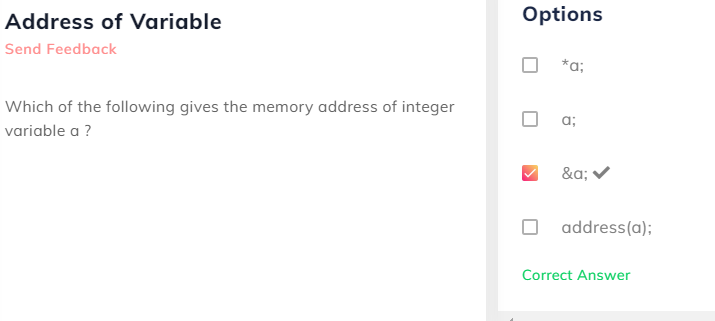 Address of Variable
Send Feedback
Which of the following gives the memory address of integer
variable a ?
Options
*a;
a;
&a;
address(a);
Correct Answer